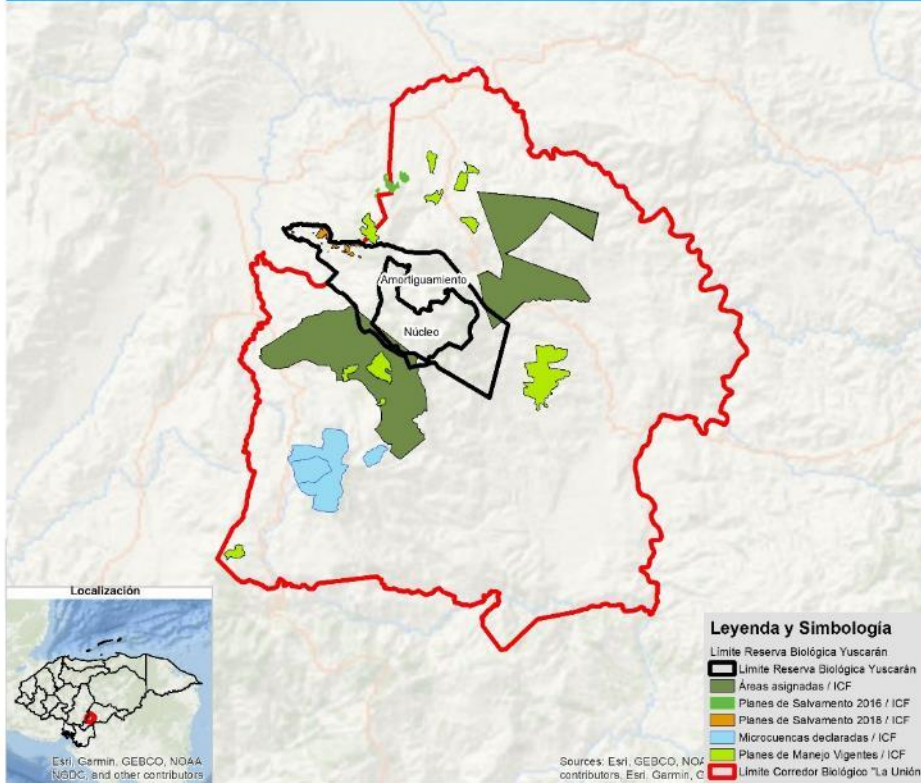 Amortiguamiento
Núcleo
Localización
Esri, Garmin, GEBCO, NOAA
NGDC, and other contributors
Sources: Esri, GEBCO, NOA
contributors, Esri, Garmin, G
Leyenda y Simbología
Límite Reserva Biológica Yuscarán
Límite Reserva Biológica Yuscarán
Áreas asignadas / ICF
Planes de Salvamento 2016 / ICF
Planes de Salvamento 2018 / ICF
Microcuencas declaradas / ICF
Planes de Manejo Vigentes / ICF
Límite Corredor Biológico "La Unión